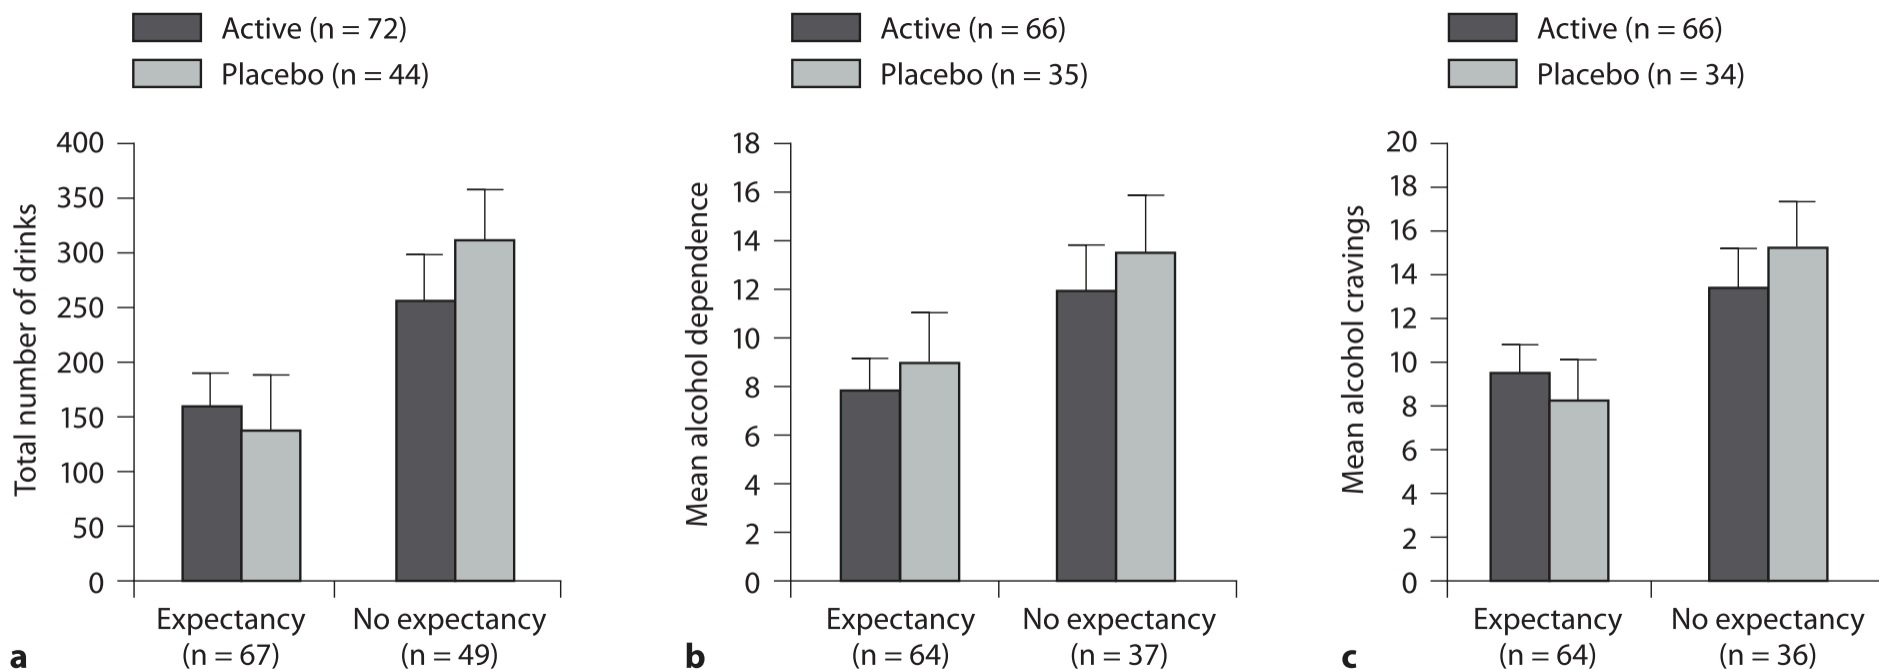 Active (n = 72)
Placebo (n = 44)
400
350
300
250
200
150
100
50
0
Total number of drinks
Expectancy
(n = 67)
No expectancy
(n = 49)
a
Active (n = 66)
Placebo (n = 35)
18
16
14
12
10
8
6
4
2
0
Mean alcohol dependence
Expectancy
(n = 64)
No expectancy
(n = 37)
b
Active (n = 66)
Placebo (n = 34)
20
18
16
14
12
10
8
6
4
2
0
Mean alcohol cravings
Expectancy
(n = 64)
No expectancy
(n = 36)
c